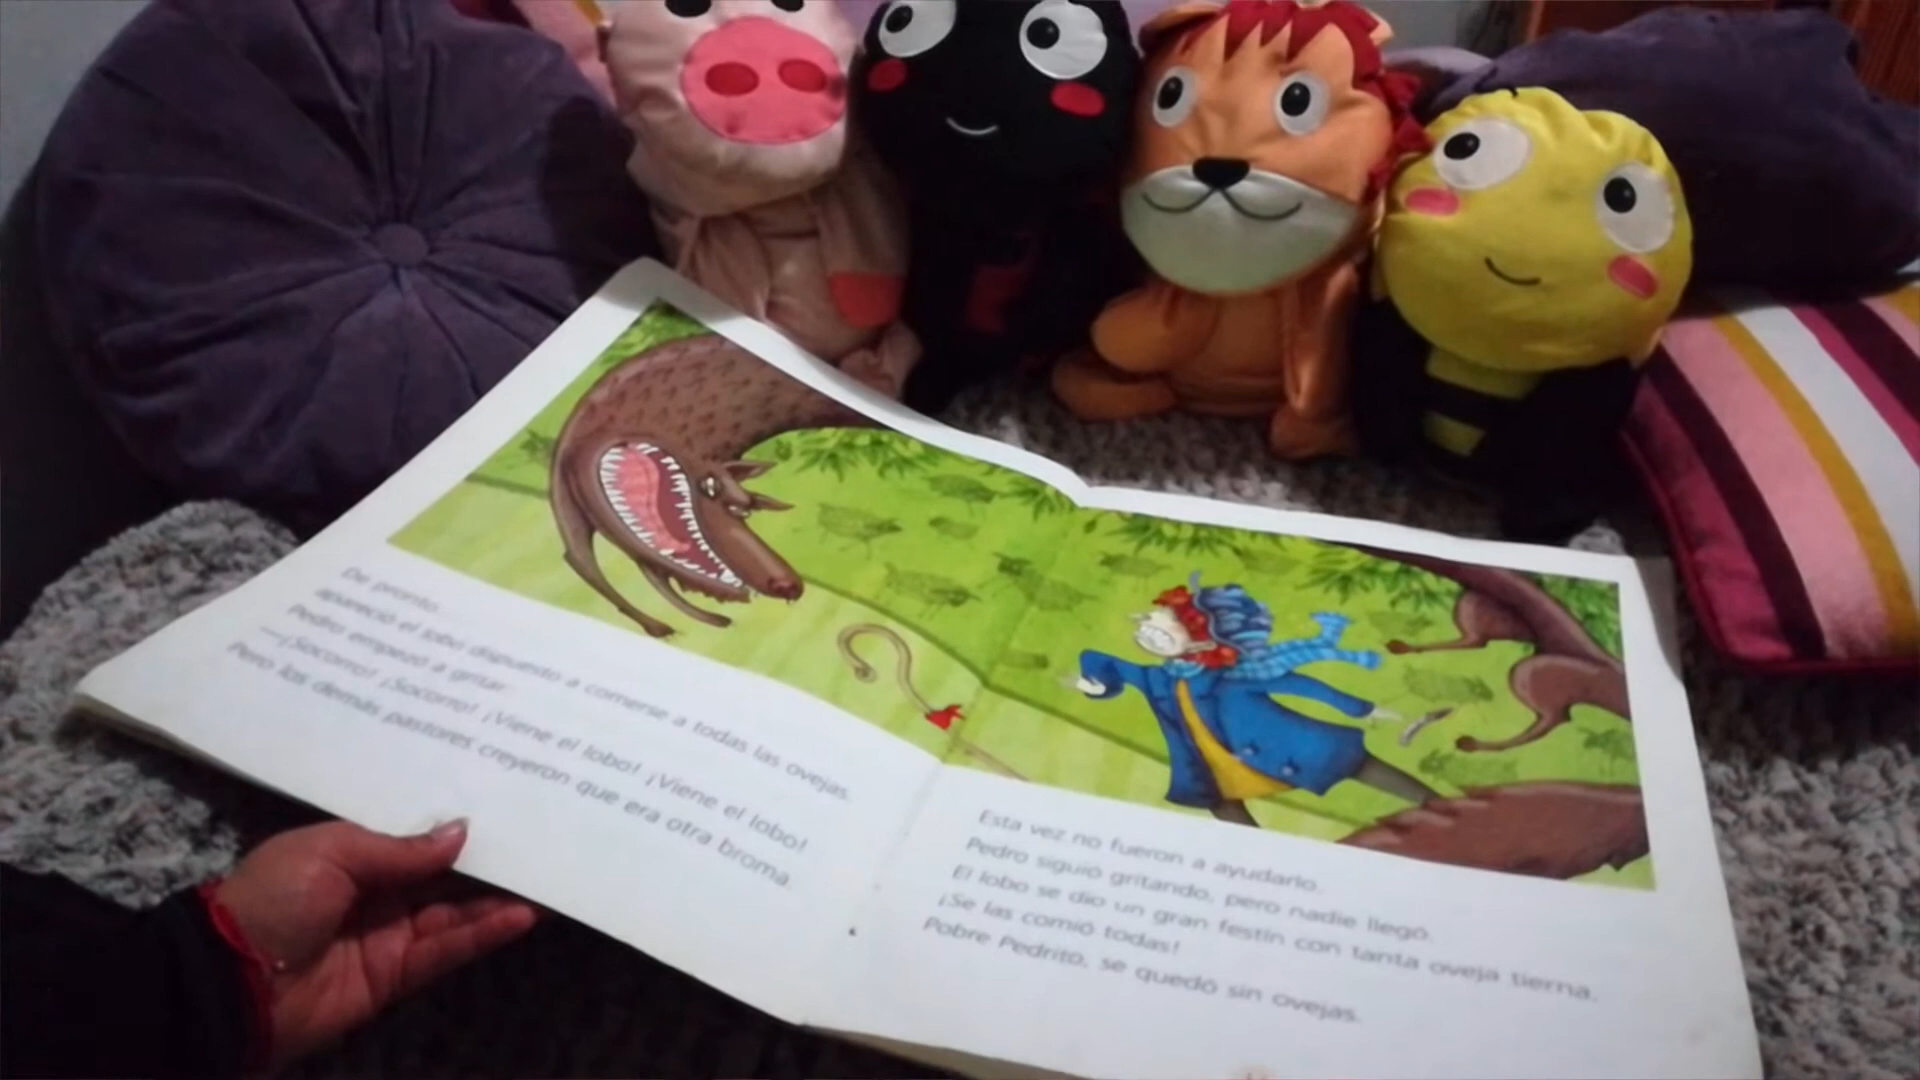 De pronto
apareció el lobo dispuesto a comerse a todas las ovejas.
Pedro empezó a gritar:
—¡Socorro! ¡Socorro! ¡Viene el lobo! ¡Viene el lobo!
Pero los demás pastores creyeron que era otra broma.
Esta vez no fueron a ayudarlo.
Pedro siguió gritando, pero nadie llegó.
El lobo se dio un gran festín con tanta oveja tierna.
¡Se las comió todas!
Pobre Pedrito, se quedó sin ovejas.